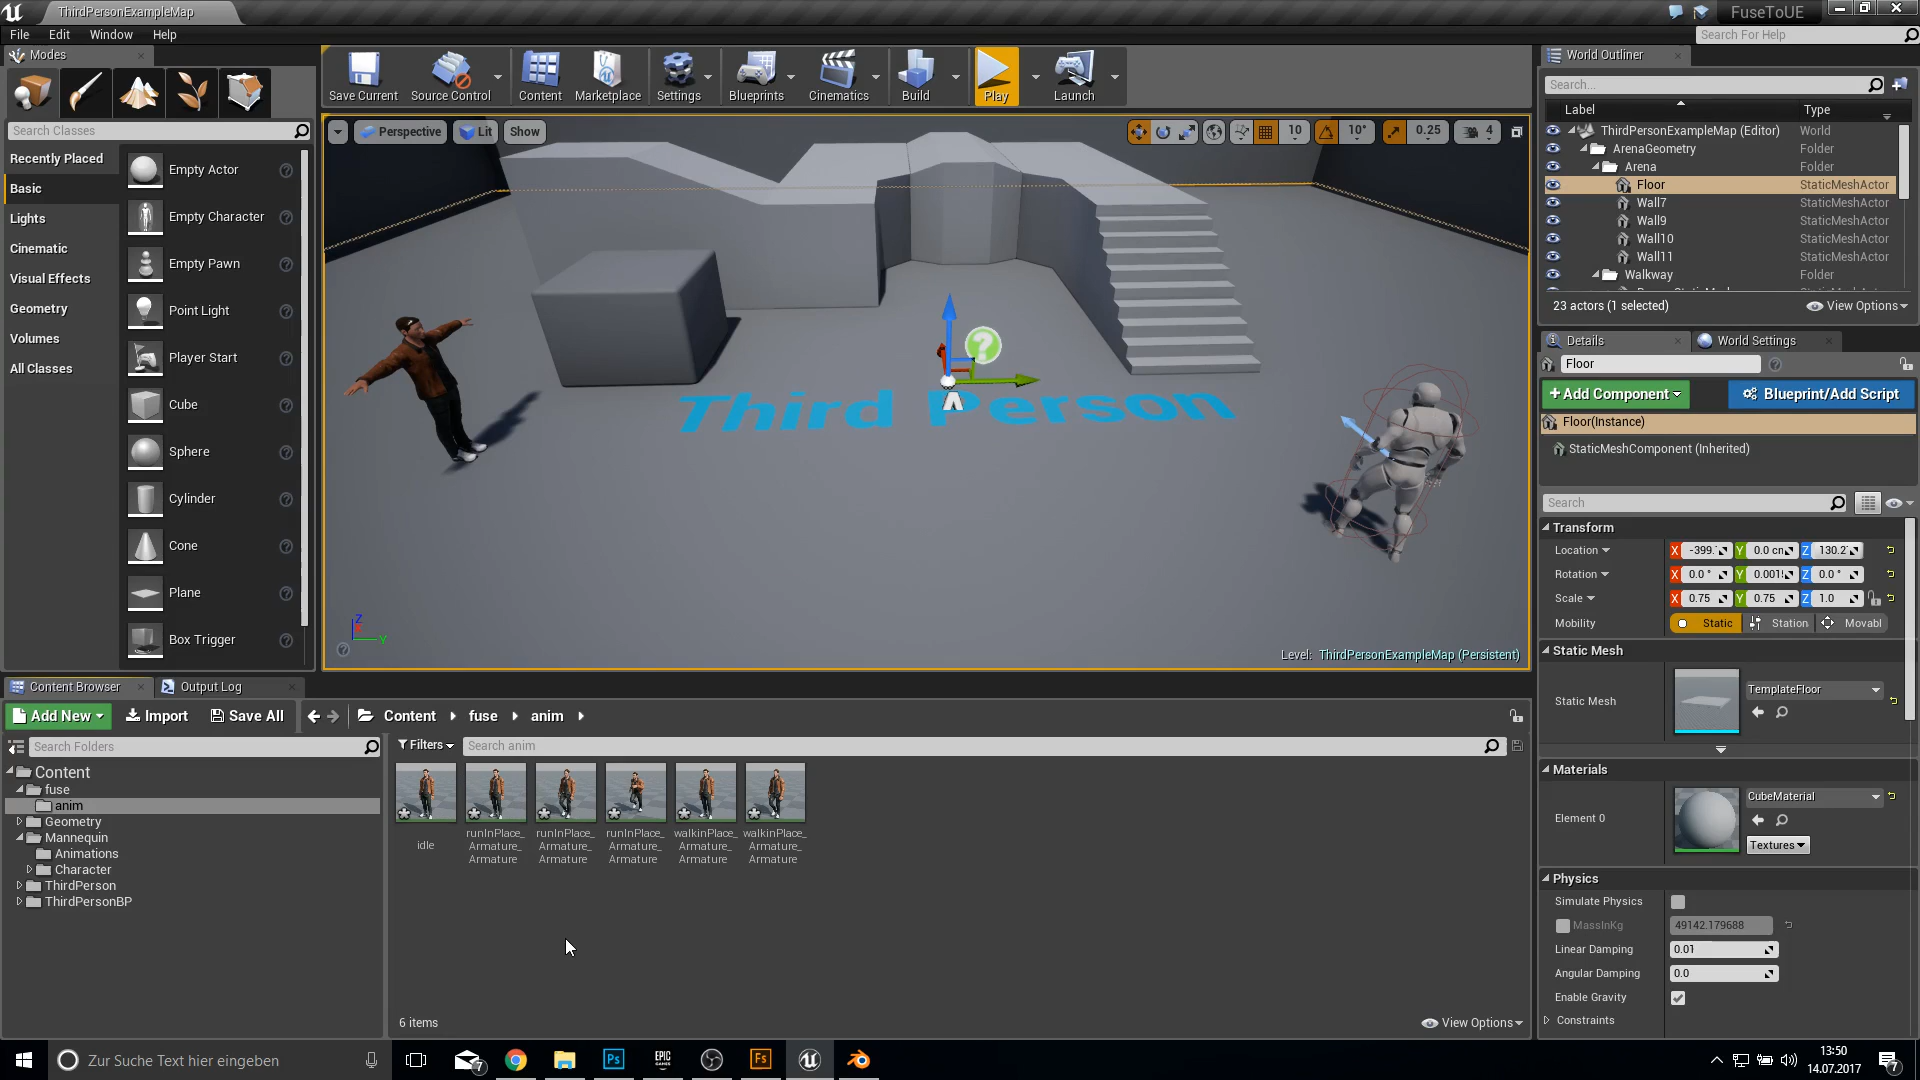 ThirdPersonExampleMap
FuseToUE
File Edit Window Help
Search For Help
Modes
World Outliner
Save Current
Source Control
Content
Marketplace
Settings
Blueprints
Cinematics
Build
Play
Launch
Search Classes
Recently Placed
Basic
Lights
Cinematic
Visual Effects
Geometry
Volumes
All Classes
Empty Actor
Empty Character
Empty Pawn
Point Light
Player Start
Cube
Sphere
Cylinder
Cone
Plane
Box Trigger
Perspective Lit Show
10 10° 0.25 4
Third Person
Z
Y
Level: ThirdPersonExampleMap (Persistent)
Search...
Label Type
ThirdPersonExampleMap (Editor) World
ArenaGeometry Folder
Arena Folder
Floor StaticMeshActor
Wall7 StaticMeshActor
Wall9 StaticMeshActor
Wall10 StaticMeshActor
Wall11 StaticMeshActor
Walkway Folder
23 actors (1 selected) View Options
Details World Settings
Floor
+Add Component Blueprint/Add Script
Floor(Instance)
StaticMeshComponent (Inherited)
Search
Transform
Location X -399. Y 0.0 cm Z 130.2
Rotation X 0.0 ° Y 0.001 Z 0.0 °
Scale X 0.75 Y 0.75 Z 1.0
Mobility Static Station Movabl
Static Mesh
Static Mesh TemplateFloor
Materials
Element 0 CubeMaterial
Textures
Physics
Simulate Physics
MassInKg 49142.179688
Linear Damping 0.01
Angular Damping 0.0
Enable Gravity
Constraints
Content Browser Output Log
Add New Import Save All Content fuse anim
Search Folders
Filters Search anim
Content
fuse
anim
Geometry
Mannequin
Animations
Character
ThirdPerson
ThirdPersonBP
idle
runInPlace_
Armature_
Armature
runInPlace_
Armature_
Armature
runInPlace_
Armature_
Armature
walkinPlace_
Armature_
Armature
walkinPlace_
Armature_
Armature
6 items View Options
Zur Suche Text hier eingeben
7
Ps
EPIC
GAMES
Fs
13:50
14.07.2017
7